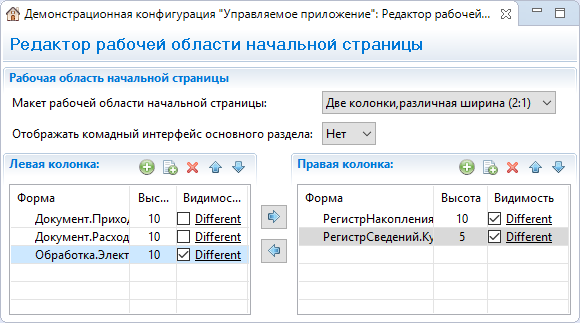 Демонстрационная конфигурация "Управляемое приложение": Редактор рабочей...
Редактор рабочей области начальной страницы
Рабочая область начальной страницы
Макет рабочей области начальной страницы: Две колонки,различная ширина (2:1)
Отображать комадный интерфейс основного раздела: Нет
Левая колонка: Правая колонка:
Форма Выс... Видимос... Форма Высота Видимость
Документ.Приход 10 Different РегистрНакопления 10 Different
Документ.Расход 10 Different РегистрСведений.Ку 5 Different
Обработка.Элект 10 Different